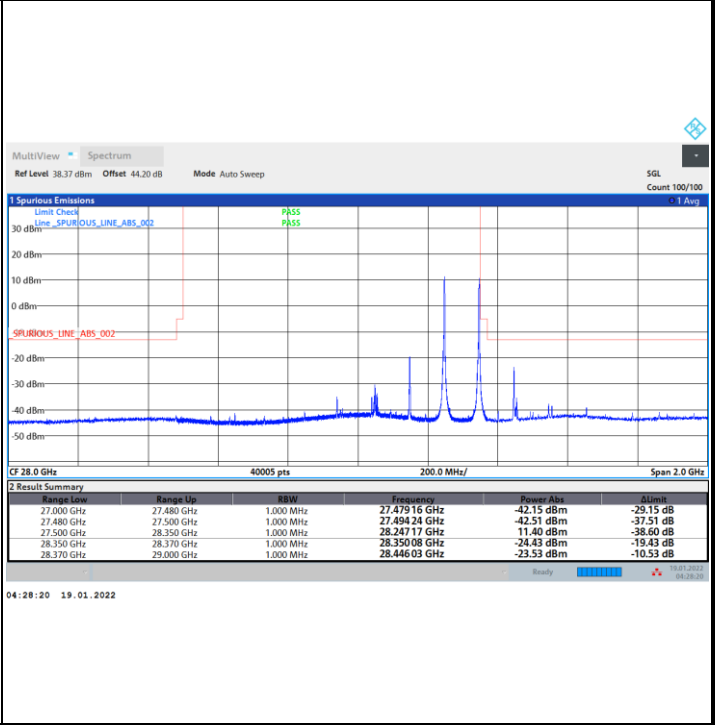 MultiView Spectrum
Ref Level 38.37 dBm Offset 44.20 dB Mode Auto Sweep SGL
Count 100/100
1 Spurious Emissions 1 Avg
Limit Check PASS
Line _SPURIOUS_LINE_ABS_002 PASS
30 dBm
20 dBm
10 dBm
0 dBm
_SPURIOUS_LINE_ABS_002
-20 dBm
-30 dBm
-40 dBm
-50 dBm
CF 28.0 GHz 40005 pts 200.0 MHz/ Span 2.0 GHz
2 Result Summary
Range Low Range Up RBW Frequency Power Abs ΔLimit
27.000 GHz 27.480 GHz 1.000 MHz 27.47916 GHz -42.15 dBm -29.15 dB
27.480 GHz 27.500 GHz 1.000 MHz 27.49424 GHz -42.51 dBm -37.51 dB
27.500 GHz 28.350 GHz 1.000 MHz 28.24717 GHz 11.40 dBm -38.60 dB
28.350 GHz 28.370 GHz 1.000 MHz 28.35008 GHz -24.43 dBm -19.43 dB
28.370 GHz 29.000 GHz 1.000 MHz 28.44603 GHz -23.53 dBm -10.53 dB
Ready 19.01.2022
04:28:20
04:28:20 19.01.2022